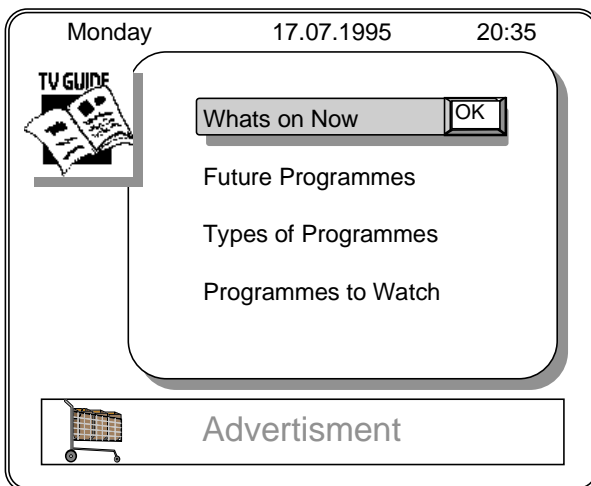 Monday 17.07.1995 20:35
TV GUIDE
Whats on Now OK
Future Programmes
Types of Programmes
Programmes to Watch
Advertisment